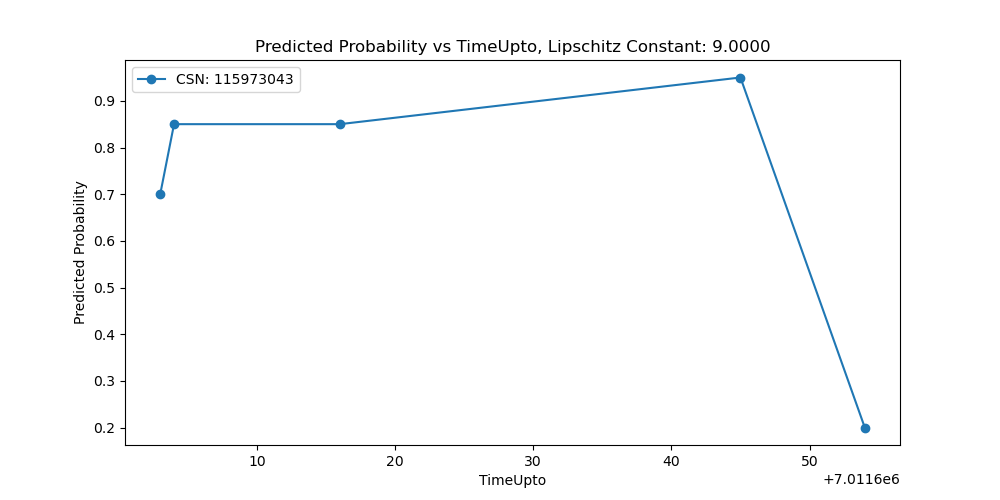 Predicted Probability vs TimeUpto, Lipschitz Constant: 9.0000
CSN: 115973043
Predicted Probability
0.9
0.8
0.7
0.6
0.5
0.4
0.3
0.2
10 20 30 40 50
TimeUpto
+7.0116e6